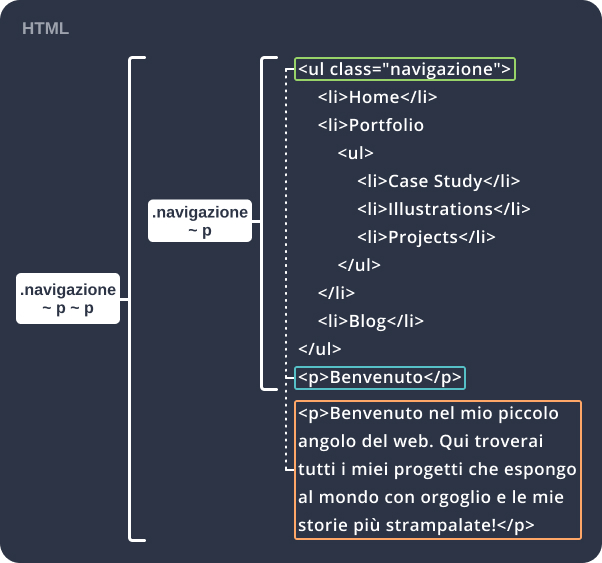 HTML
<ul class="navigazione">
<li>Home</li>
<li>Portfolio
<ul>
<li>Case Study</li>
<li>Illustrations</li>
<li>Projects</li>
</ul>
</li>
<li>Blog</li>
</ul>
<p>Benvenuto</p>
<p>Benvenuto nel mio piccolo
angolo del web. Qui troverai
tutti i miei progetti che espongo
al mondo con orgoglio e le mie
storie più strampalate!</p>
.navigazione
~ p
.navigazione
~ p ~ p